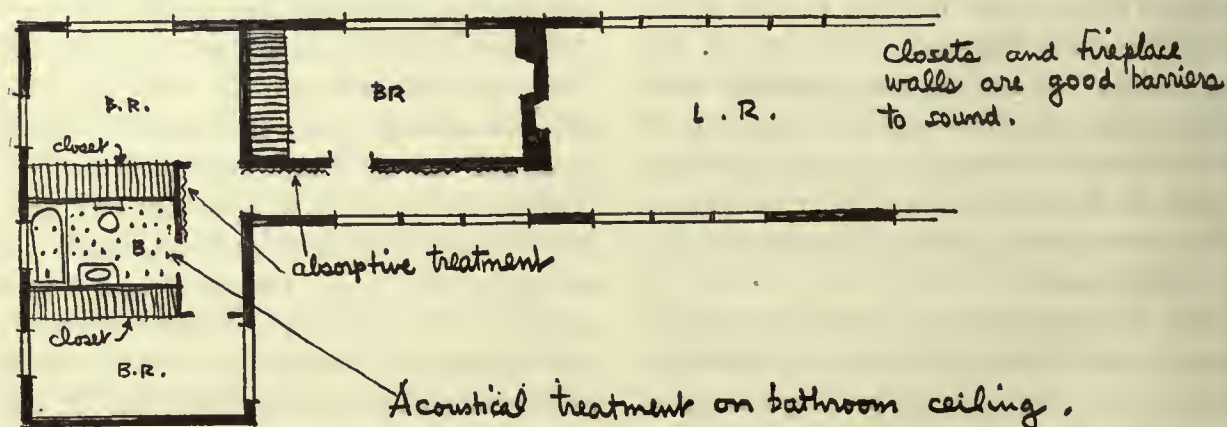 closets and fireplace
walls are good barriers
to sound.
B.R.
BR
L.R.
closet
B
absorptive treatment
closet
B.R.
Acoustical treatment on bathroom ceiling.